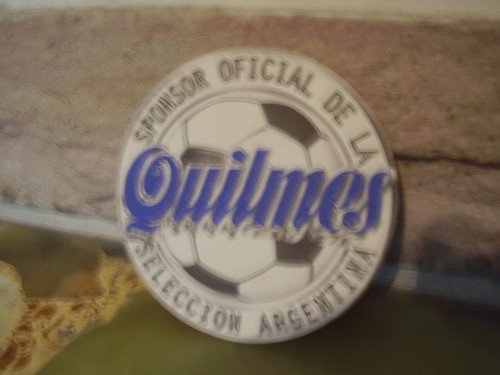 SPONSOR OFICIAL DE LA
Quilmes
SELECCION ARGENTINA